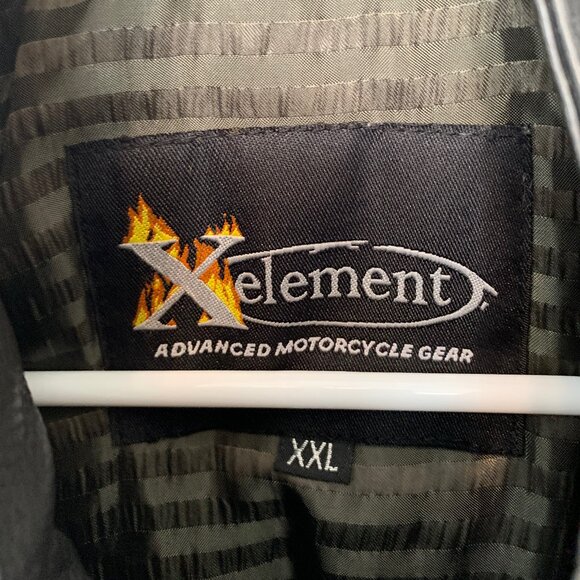 Xelement
ADVANCED MOTORCYCLE GEAR
XXL